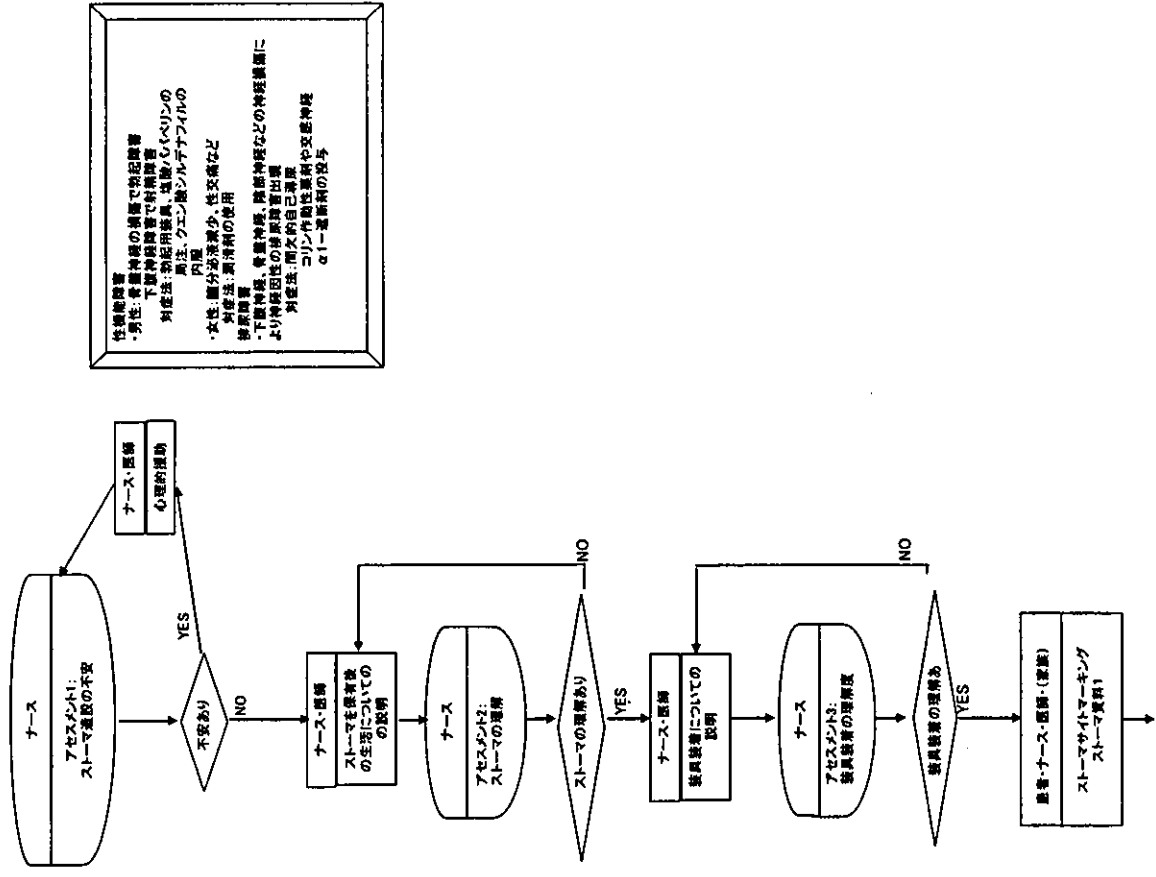 ナース
アセスメント1:
ストーマ造設の不安
不安あり
YES
NO
ナース・医師
心理的援助
ナース・医師
ストーマを保有後
の生活についての
の説明
ナース
アセスメント2:
ストーマの理解
ストーマの理解あり
NO
YES
ナース・医師
装具装着についての
説明
ナース
アセスメント3:
装具装着の理解度
装具装着の理解あ
NO
YES
患者・ナース・医師・(家族)
ストーマサイトマーキング
ストーマ資料1
性機能障害
・男性:骨盤神経の損傷で勃起障害
下腹神経障害で射精障害
対症法:勃起用装具、塩酸パパベリンの
局注、クエン酸シルデナフィルの
内服
・女性:膣分泌液減少、性交痛など
対症法:潤滑剤の使用
排尿障害
・下腹神経、骨盤神経、陰部神経などの神経損傷に
より神経因性の排尿障害出現
対症法:間欠的自己導尿
コリン作動性薬剤や交感神経
α1ー遮断剤の投与